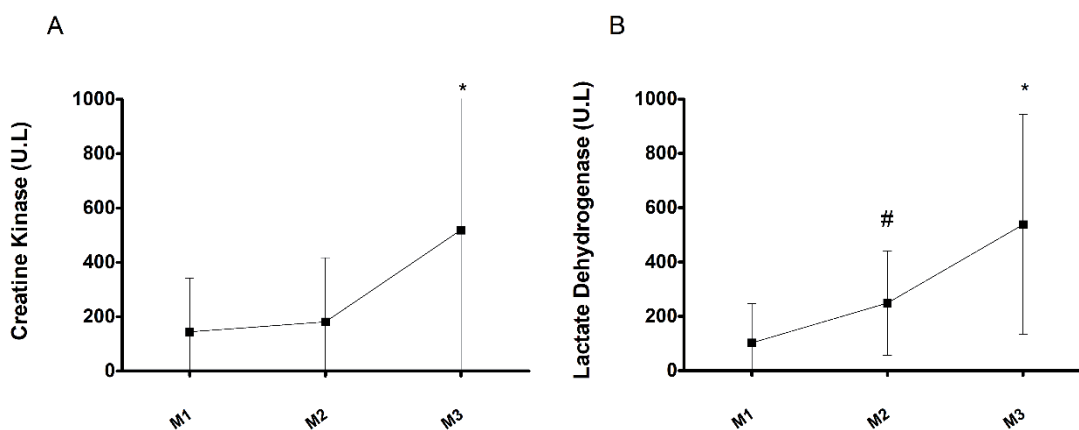 A
Creatine Kinase (U.L)
1000
800
600
400
200
0
*
M1
M2
M3
B
Lactate Dehydrogenase (U.L)
1000
800
600
400
200
0
#
*
M1
M2
M3